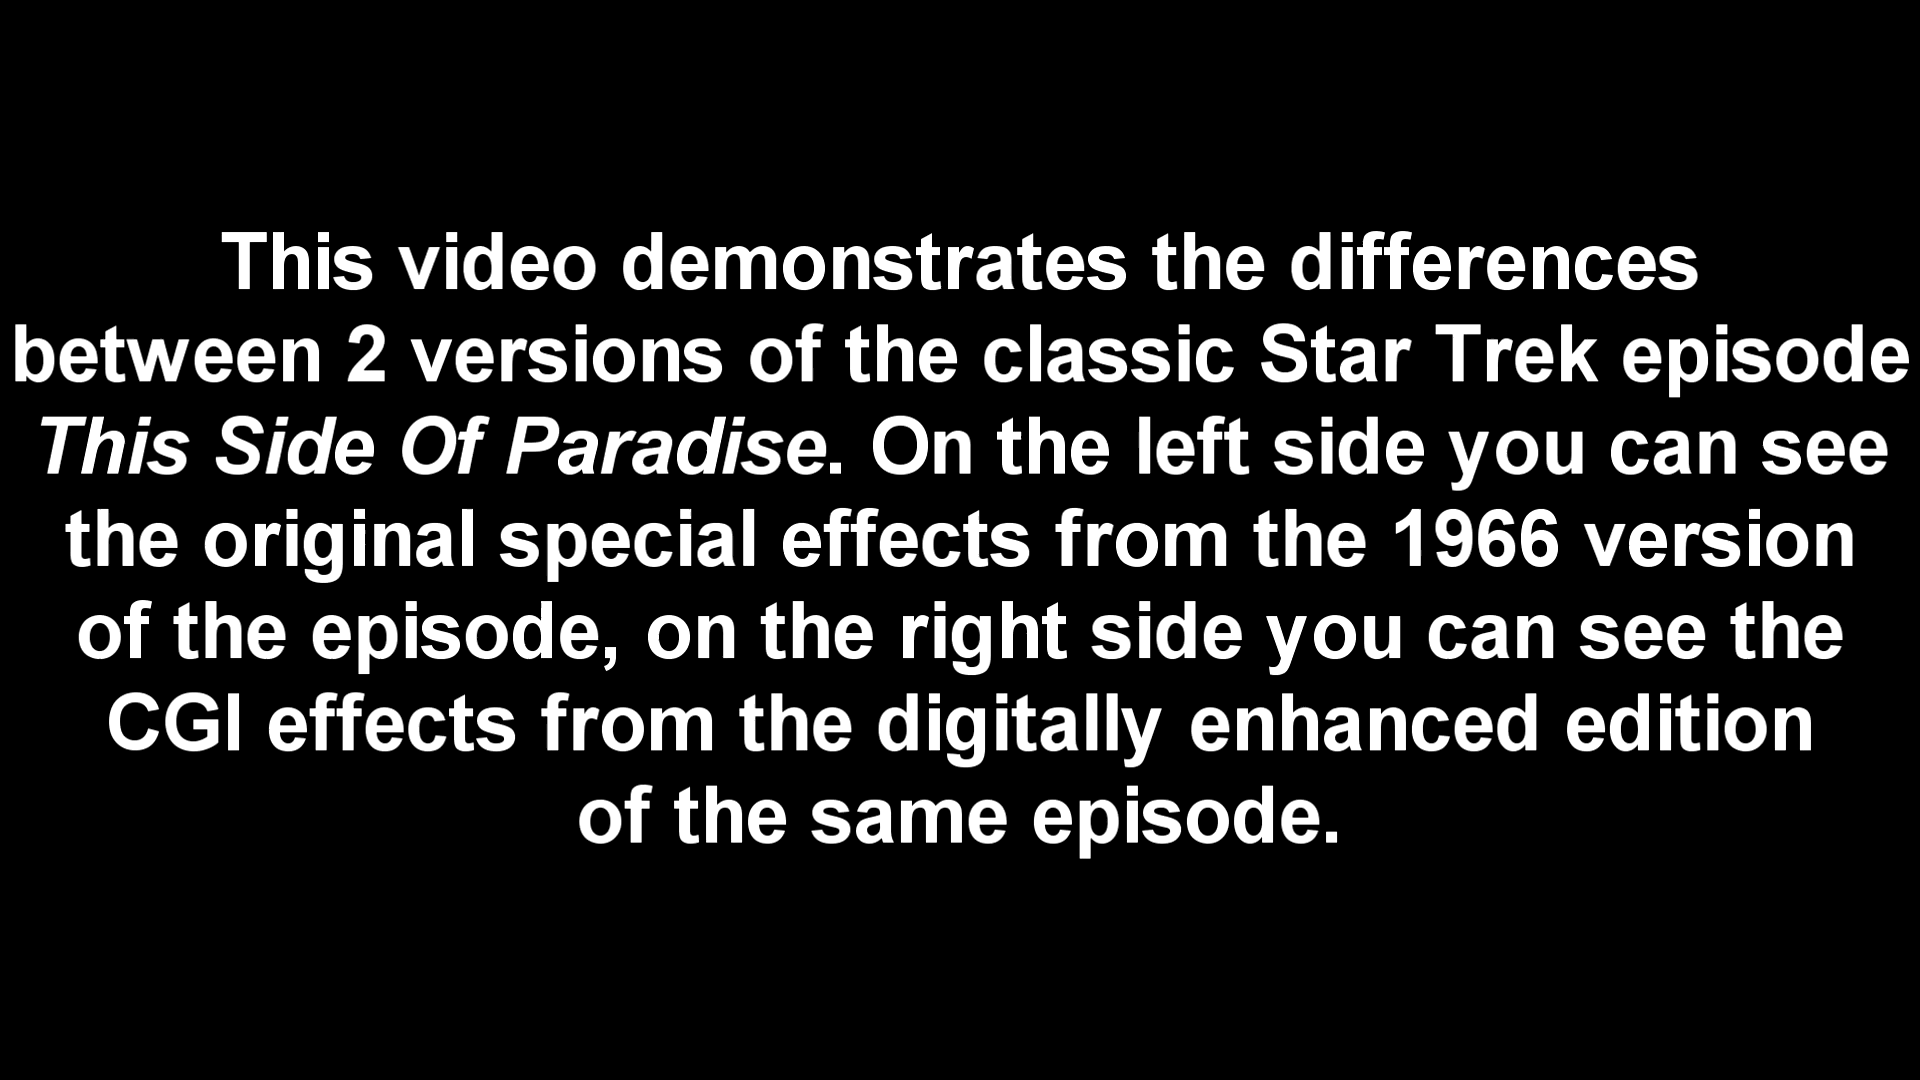 This video demonstrates the differences
between 2 versions of the classic Star Trek episode
This Side Of Paradise. On the left side you can see
the original special effects from the 1966 version
of the episode, on the right side you can see the
CGI effects from the digitally enhanced edition
of the same episode.